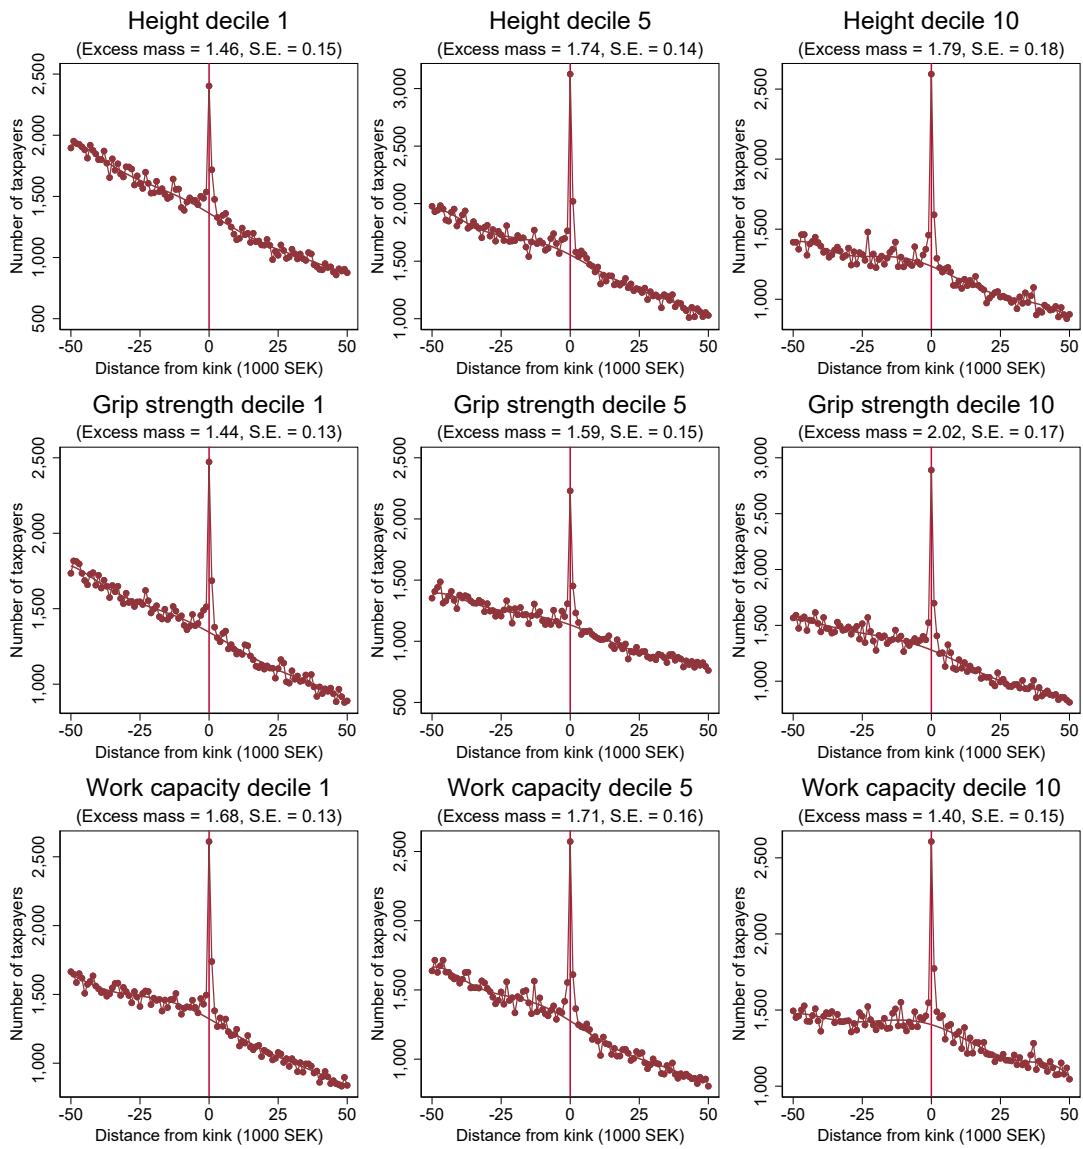 Height decile 1
(Excess mass = 1.46, S.E. = 0.15)
Number of taxpayers
2,500
2,000
1,500
1,000
500
-50 -25 0 25 50
Distance from kink (1000 SEK)
Height decile 5
(Excess mass = 1.74, S.E. = 0.14)
Number of taxpayers
3,000
2,500
2,000
1,500
1,000
-50 -25 0 25 50
Distance from kink (1000 SEK)
Height decile 10
(Excess mass = 1.79, S.E. = 0.18)
Number of taxpayers
2,500
2,000
1,500
1,000
-50 -25 0 25 50
Distance from kink (1000 SEK)
Grip strength decile 1
(Excess mass = 1.44, S.E. = 0.13)
Number of taxpayers
2,500
2,000
1,500
1,000
-50 -25 0 25 50
Distance from kink (1000 SEK)
Grip strength decile 5
(Excess mass = 1.59, S.E. = 0.15)
Number of taxpayers
2,500
2,000
1,500
1,000
500
-50 -25 0 25 50
Distance from kink (1000 SEK)
Grip strength decile 10
(Excess mass = 2.02, S.E. = 0.17)
Number of taxpayers
3,000
2,500
2,000
1,500
1,000
-50 -25 0 25 50
Distance from kink (1000 SEK)
Work capacity decile 1
(Excess mass = 1.68, S.E. = 0.13)
Number of taxpayers
2,500
2,000
1,500
1,000
-50 -25 0 25 50
Distance from kink (1000 SEK)
Work capacity decile 5
(Excess mass = 1.71, S.E. = 0.16)
Number of taxpayers
2,500
2,000
1,500
1,000
-50 -25 0 25 50
Distance from kink (1000 SEK)
Work capacity decile 10
(Excess mass = 1.40, S.E. = 0.15)
Number of taxpayers
2,500
2,000
1,500
1,000
-50 -25 0 25 50
Distance from kink (1000 SEK)